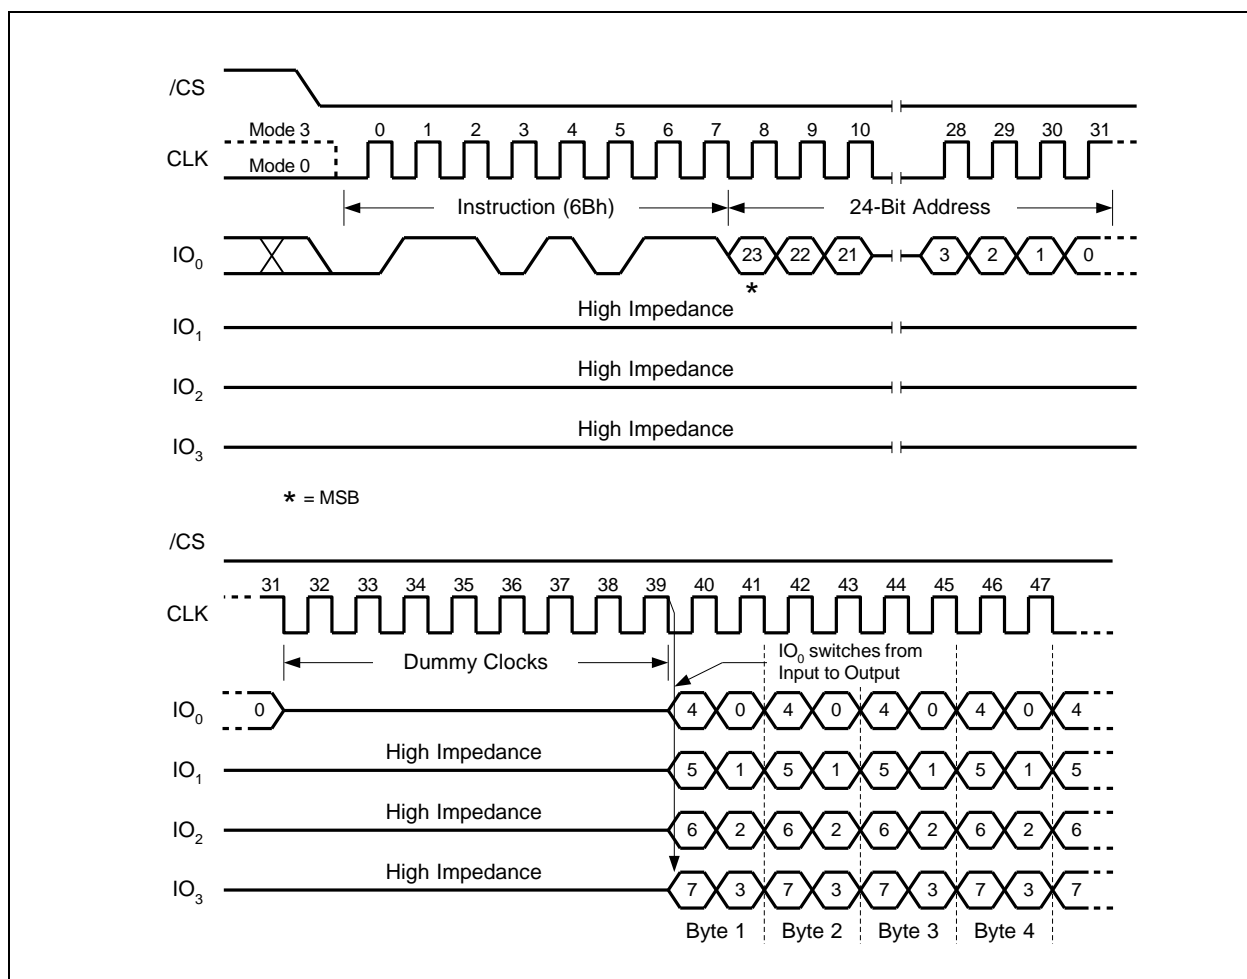 /CS
Mode 3 0 1 2 3 4 5 6 7 8 9 10 28 29 30 31
CLK Mode 0
Instruction (6Bh) 24-Bit Address
IO0 23 22 21 3 2 1 0
*
High Impedance
IO1
High Impedance
IO2
High Impedance
IO3
* = MSB
/CS
31 32 33 34 35 36 37 38 39 40 41 42 43 44 45 46 47
CLK
Dummy Clocks
IO0 switches from
Input to Output
IO0 0 4 0 4 0 4 0 4 0 4
High Impedance
IO1 5 1 5 1 5 1 5 1 5
High Impedance
IO2 6 2 6 2 6 2 6 2 6
High Impedance
IO3 7 3 7 3 7 3 7 3 7
Byte 1 Byte 2 Byte 3 Byte 4